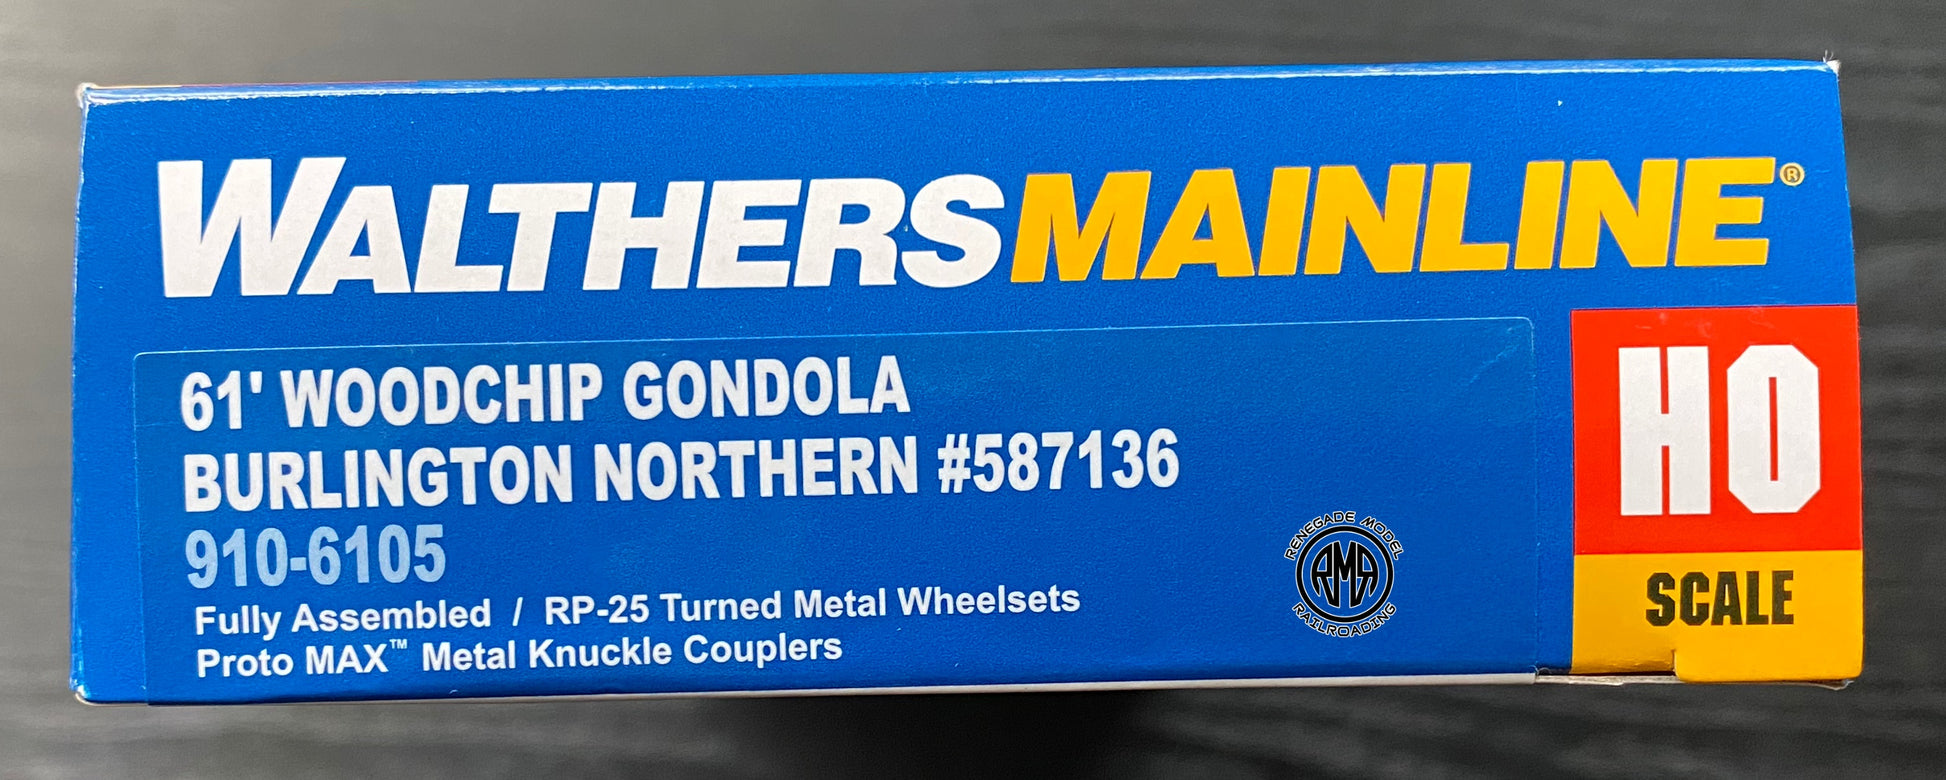 WALTHERSMAINLINE®
61' WOODCHIP GONDOLA
BURLINGTON NORTHERN #587136
910-6105
Fully Assembled / RP-25 Turned Metal Wheelsets
Proto MAX™ Metal Knuckle Couplers
HO
SCALE
RENEGADE MODEL
RMR
RAILROADING